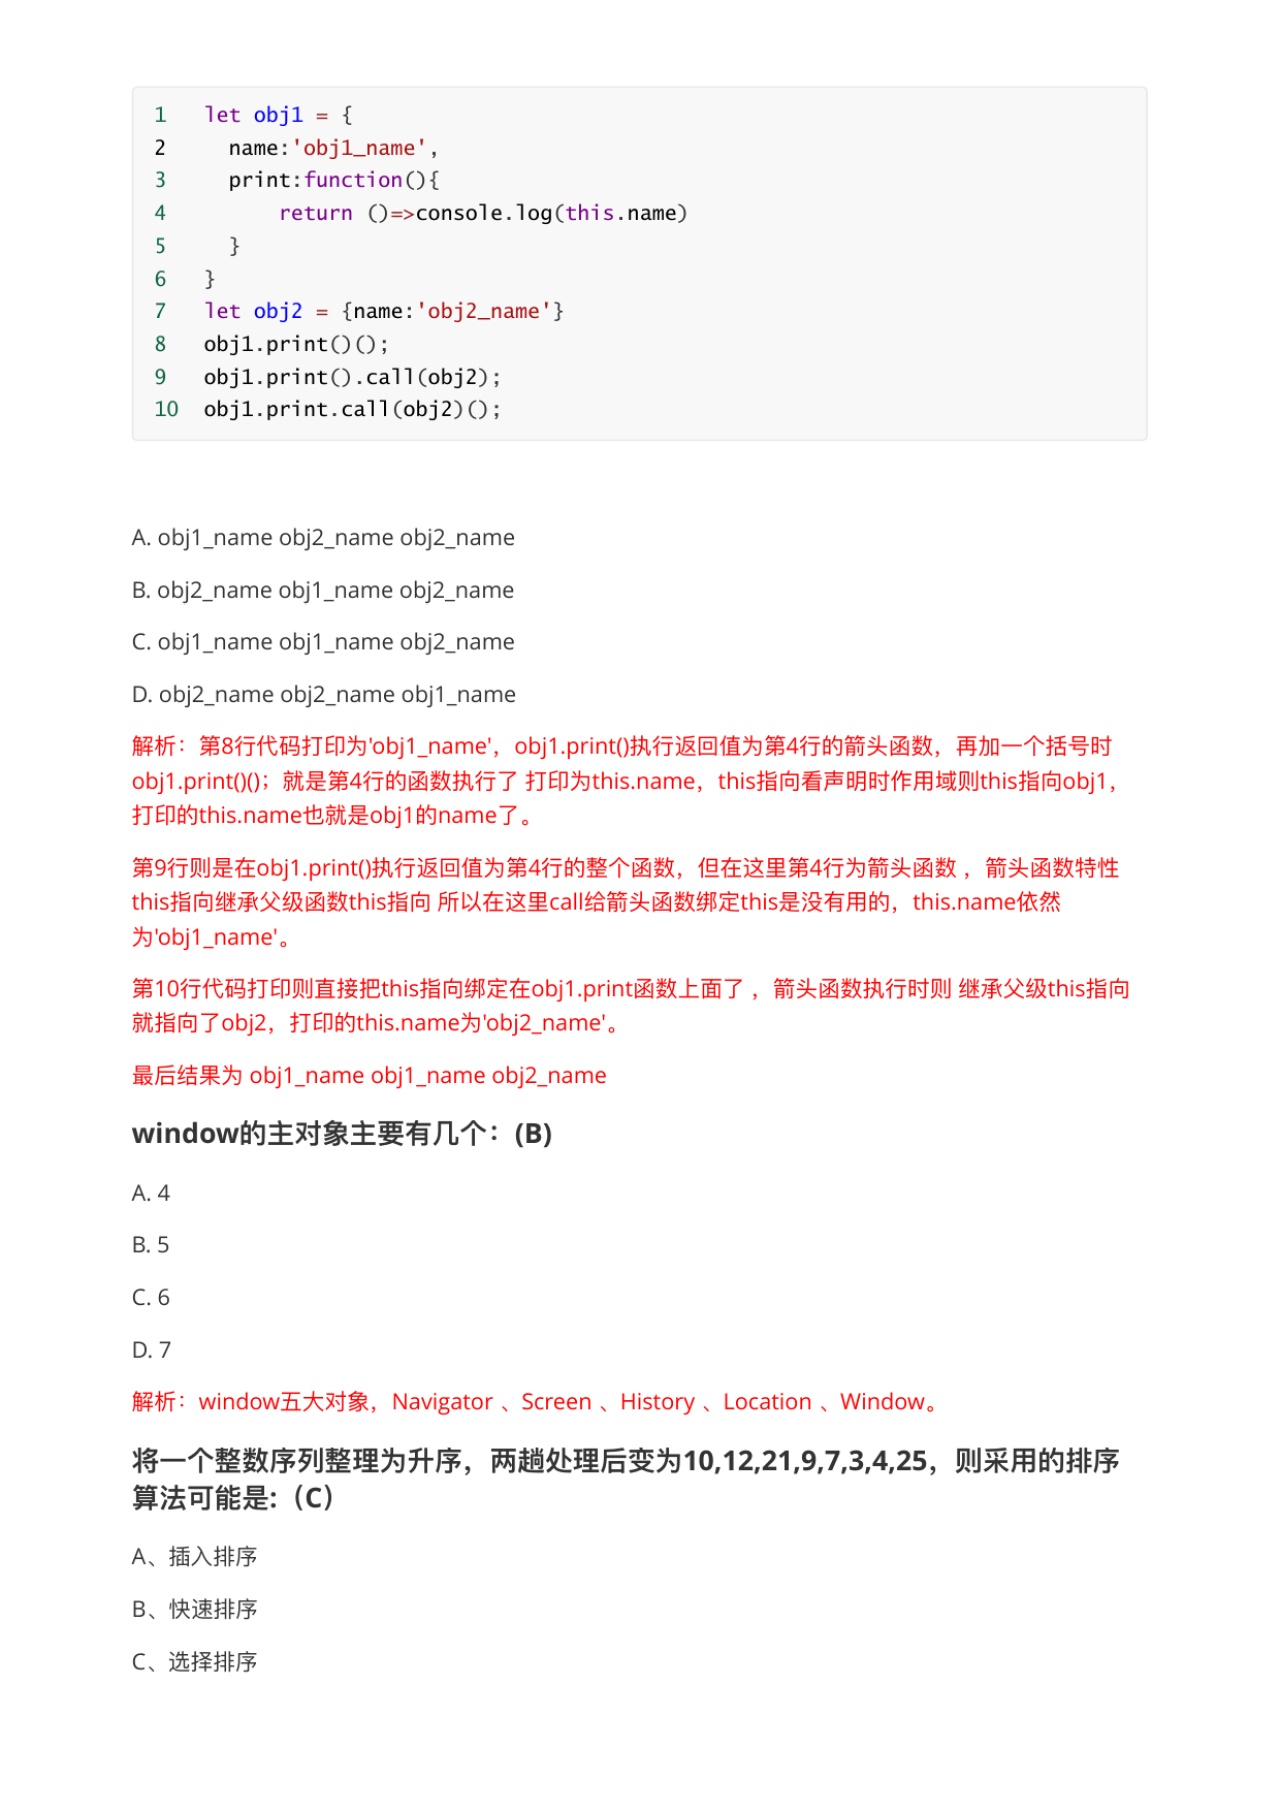 1 let obj1 = {
2 name:'obj1_name',
3 print:function(){
4 return ()=>console.log(this.name)
5 }
6 }
7 let obj2 = {name:'obj2_name'}
8 obj1.print()();
9 obj1.print().call(obj2);
10 obj1.print.call(obj2)();
A. obj1_name obj2_name obj2_name
B. obj2_name obj1_name obj2_name
C. obj1_name obj1_name obj2_name
D. obj2_name obj2_name obj1_name
解析：第8行代码打印为'obj1_name'，obj1.print()执行返回值为第4行的箭头函数，再加一个括号时
obj1.print()()；就是第4行的函数执行了 打印为this.name，this指向看声明时作用域则this指向obj1，
打印的this.name也就是obj1的name了。
第9行则是在obj1.print()执行返回值为第4行的整个函数，但在这里第4行为箭头函数 ，箭头函数特性
this指向继承父级函数this指向 所以在这里call给箭头函数绑定this是没有用的，this.name依然
为'obj1_name'。
第10行代码打印则直接把this指向绑定在obj1.print函数上面了 ，箭头函数执行时则 继承父级this指向
就指向了obj2，打印的this.name为'obj2_name'。
最后结果为 obj1_name obj1_name obj2_name
window的主对象主要有几个：(B)
A. 4
B. 5
C. 6
D. 7
解析：window五大对象，Navigator 、Screen 、History 、Location 、Window。
将一个整数序列整理为升序，两趟处理后变为10,12,21,9,7,3,4,25，则采用的排序
算法可能是:（C）
A、插入排序
B、快速排序
C、选择排序